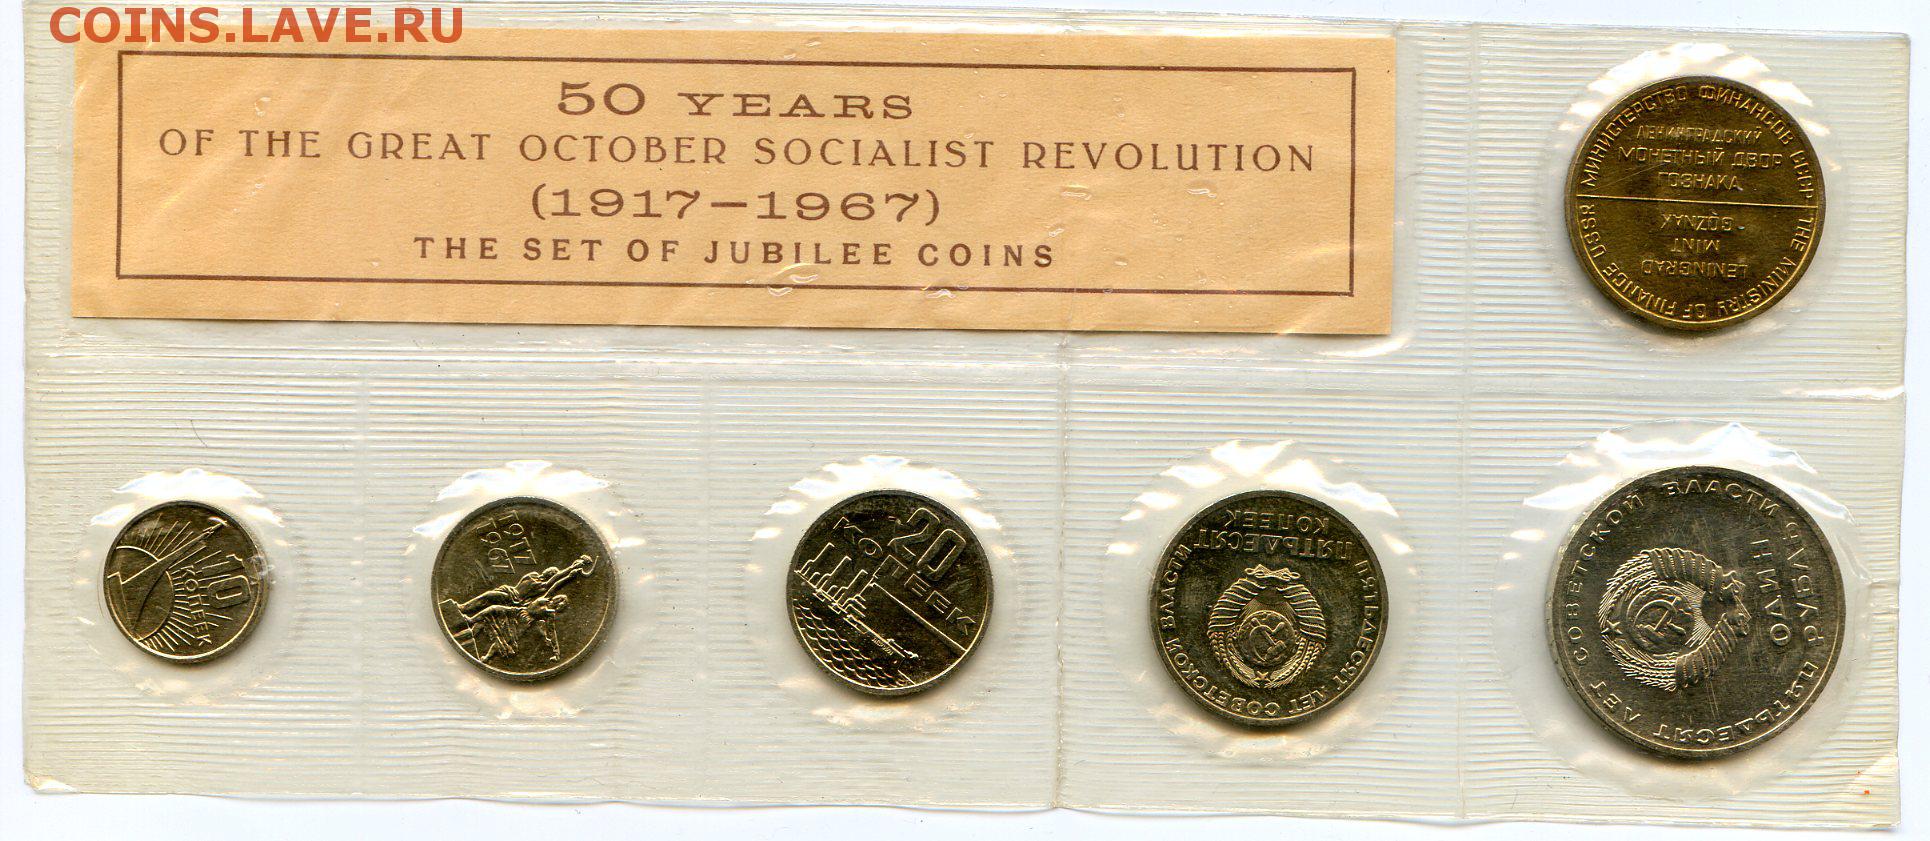 COINS.LAVE.RU
50 YEARS
OF THE GREAT OCTOBER SOCIALIST REVOLUTION
(1917–1967)
THE SET OF JUBILEE COINS
МИНИСТЕРСТВО ФИНАНСОВ СССР
ЛЕНИНГРАДСКИЙ
МОНЕТНЫЙ ДВОР
ГОЗНАКА
THE MINISTRY OF FINANCE USSR
LENINGRAD
MINT
GOZNAK
10
КОПЕЕК
1917
1967
20
КОПЕЕК
ПЯТЬДЕСЯТ ЛЕТ СОВЕТСКОЙ ВЛАСТИ
ПЯТЬДЕСЯТ
КОПЕЕК
ПЯТЬДЕСЯТ ЛЕТ СОВЕТСКОЙ ВЛАСТИ
ОДИН
РУБЛЬ